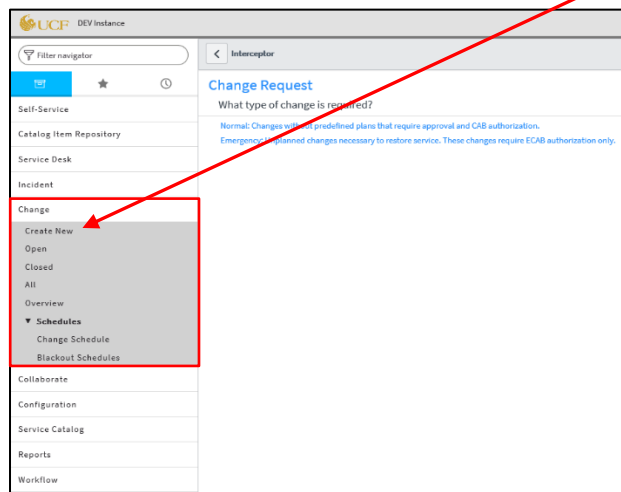 UCF DEV Instance
Filter navigator
Interceptor
Change Request
What type of change is required?
Normal: Changes without predefined plans that require approval and CAB authorization.
Emergency: Unplanned changes necessary to restore service. These changes require ECAB authorization only.
Self-Service
Catalog Item Repository
Service Desk
Incident
Change
Create New
Open
Closed
All
Overview
▼ Schedules
Change Schedule
Blackout Schedules
Collaborate
Configuration
Service Catalog
Reports
Workflow